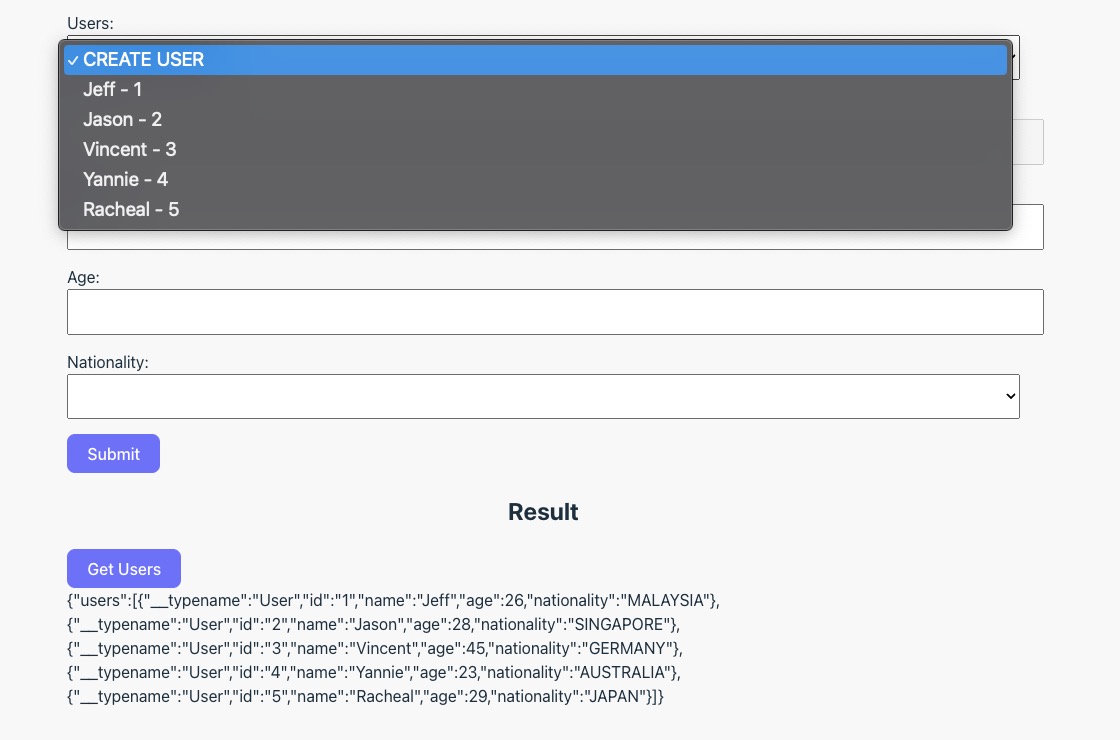 Users:
✓ CREATE USER
Jeff - 1
Jason - 2
Vincent - 3
Yannie - 4
Racheal - 5
Age:
Nationality:
Submit
Result
Get Users
{"users":[{"__typename":"User","id":"1","name":"Jeff","age":26,"nationality":"MALAYSIA"},
{"__typename":"User","id":"2","name":"Jason","age":28,"nationality":"SINGAPORE"},
{"__typename":"User","id":"3","name":"Vincent","age":45,"nationality":"GERMANY"},
{"__typename":"User","id":"4","name":"Yannie","age":23,"nationality":"AUSTRALIA"},
{"__typename":"User","id":"5","name":"Racheal","age":29,"nationality":"JAPAN"}]}